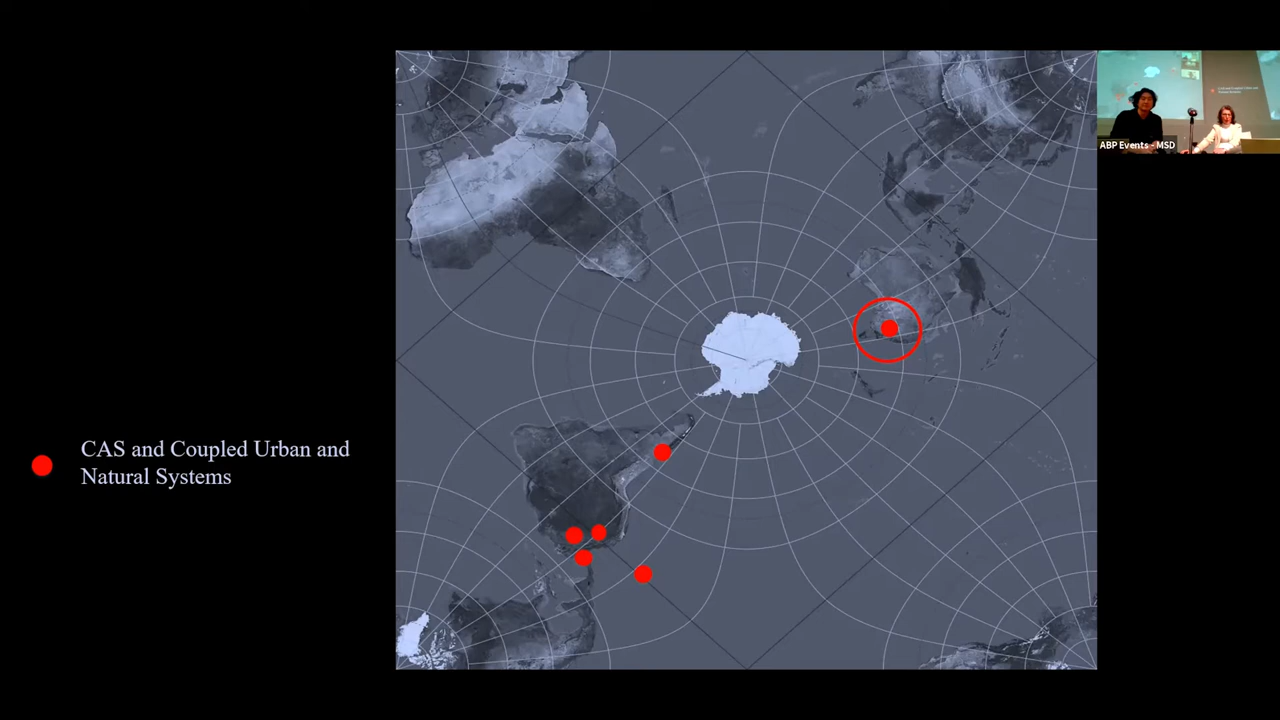 CAS and Coupled Urban and
Natural Systems
ABP Events - MSD